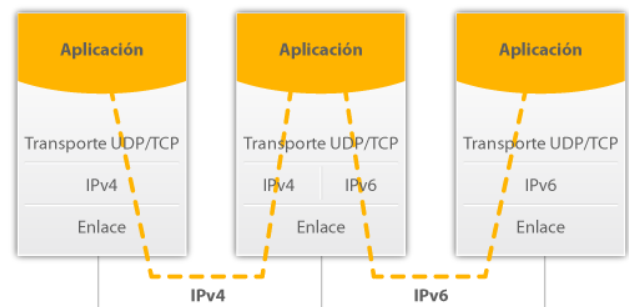 Aplicación
Transporte UDP/TCP
IPv4
Enlace
Aplicación
Transporte UDP/TCP
IPv4 IPv6
Enlace
Aplicación
Transporte UDP/TCP
IPv6
Enlace
IPv4
IPv6